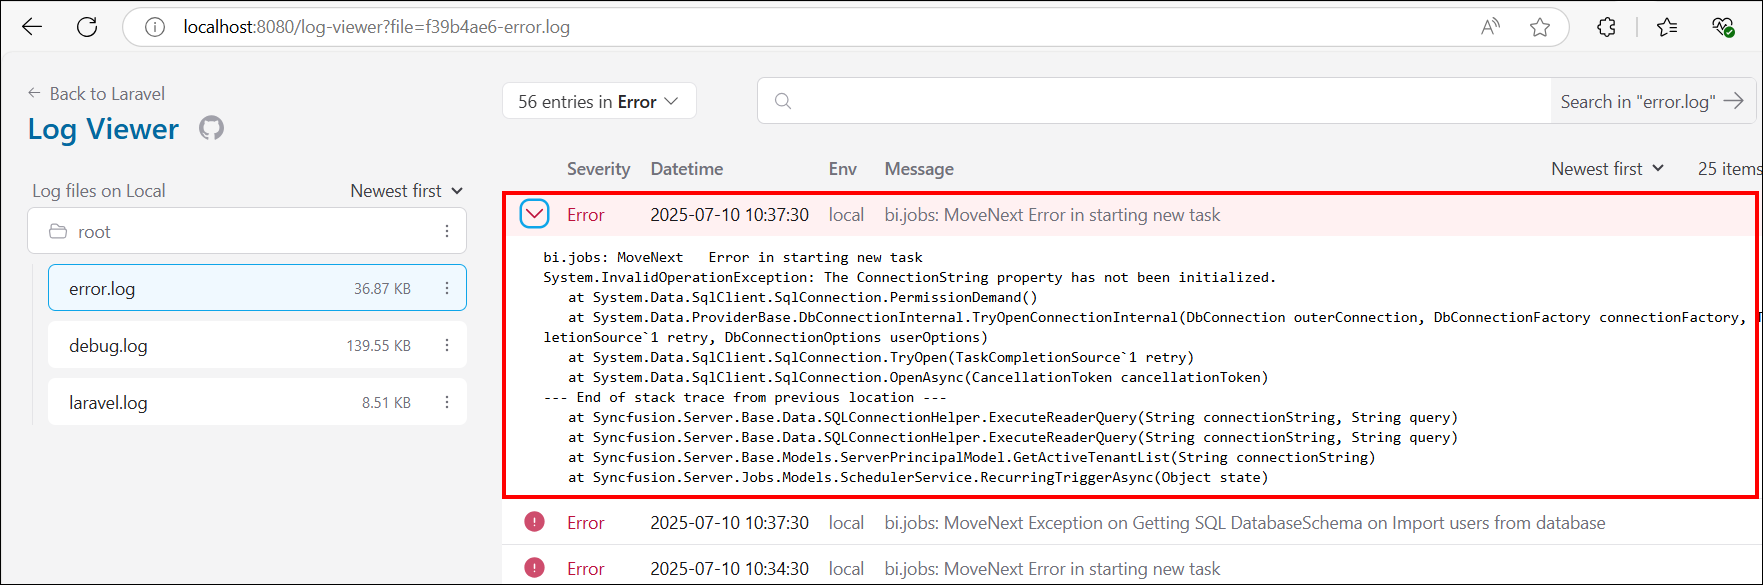 localhost:8080/log-viewer?file=f39b4ae6-error.log
Back to Laravel
Log Viewer
Log files on Local
Newest first
root
error.log 36.87 KB
debug.log 139.55 KB
laravel.log 8.51 KB
56 entries in Error
Search in "error.log"
Severity Datetime Env Message Newest first 25 items
Error 2025-07-10 10:37:30 local bi.jobs: MoveNext Error in starting new task
bi.jobs: MoveNext   Error in starting new task
System.InvalidOperationException: The ConnectionString property has not been initialized.
   at System.Data.SqlClient.SqlConnection.PermissionDemand()
   at System.Data.ProviderBase.DbConnectionInternal.TryOpenConnectionInternal(DbConnection outerConnection, DbConnectionFactory connectionFactory, T
letionSource`1 retry, DbConnectionOptions userOptions)
   at System.Data.SqlClient.SqlConnection.TryOpen(TaskCompletionSource`1 retry)
   at System.Data.SqlClient.SqlConnection.OpenAsync(CancellationToken cancellationToken)
--- End of stack trace from previous location ---
   at Syncfusion.Server.Base.Data.SQLConnectionHelper.ExecuteReaderQuery(String connectionString, String query)
   at Syncfusion.Server.Base.Data.SQLConnectionHelper.ExecuteReaderQuery(String connectionString, String query)
   at Syncfusion.Server.Base.Models.ServerPrincipalModel.GetActiveTenantList(String connectionString)
   at Syncfusion.Server.Jobs.Models.SchedulerService.RecurringTriggerAsync(Object state)
Error 2025-07-10 10:37:30 local bi.jobs: MoveNext Exception on Getting SQL DatabaseSchema on Import users from database
Error 2025-07-10 10:34:30 local bi.jobs: MoveNext Error in starting new task